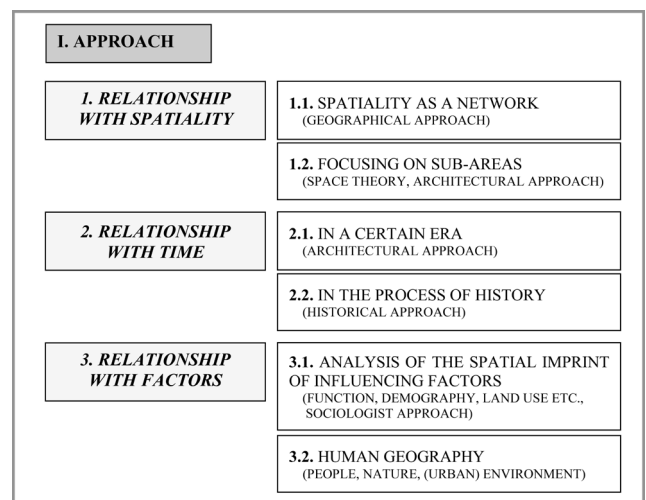 I. APPROACH
1. RELATIONSHIP
WITH SPATIALITY
1.1. SPATIALITY AS A NETWORK
(GEOGRAPHICAL APPROACH)
1.2. FOCUSING ON SUB-AREAS
(SPACE THEORY, ARCHITECTURAL APPROACH)
2. RELATIONSHIP
WITH TIME
2.1. IN A CERTAIN ERA
(ARCHITECTURAL APPROACH)
2.2. IN THE PROCESS OF HISTORY
(HISTORICAL APPROACH)
3. RELATIONSHIP
WITH FACTORS
3.1. ANALYSIS OF THE SPATIAL IMPRINT
OF INFLUENCING FACTORS
(FUNCTION, DEMOGRAPHY, LAND USE ETC.,
SOCIOLOGIST APPROACH)
3.2. HUMAN GEOGRAPHY
(PEOPLE, NATURE, (URBAN) ENVIRONMENT)